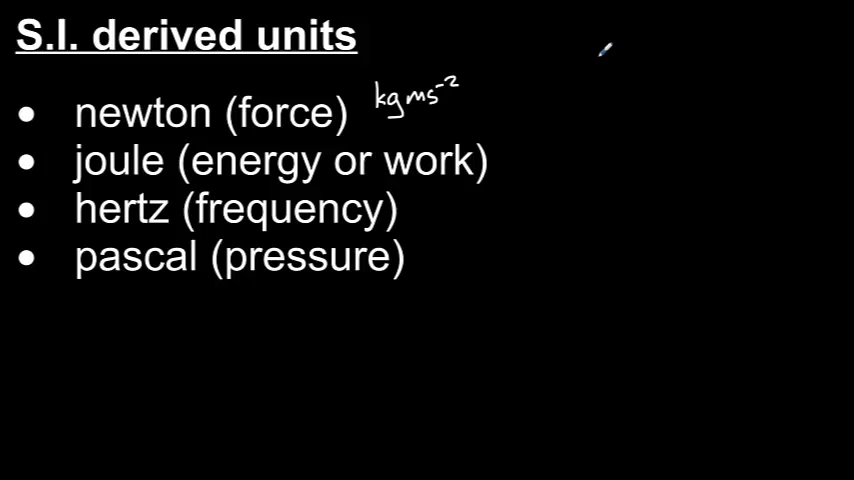 S.I. derived units
• newton (force) kgms⁻²
• joule (energy or work)
• hertz (frequency)
• pascal (pressure)